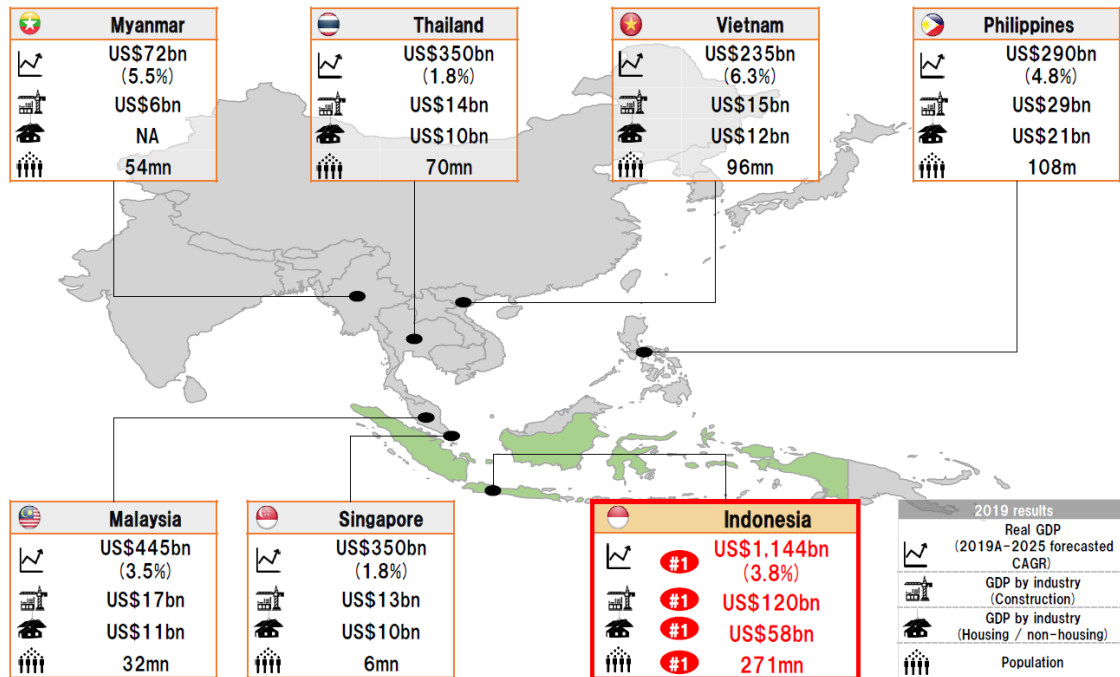 Myanmar
US$72bn
(5.5%)
US$6bn
NA
54mn
Thailand
US$350bn
(1.8%)
US$14bn
US$10bn
70mn
Vietnam
US$235bn
(6.3%)
US$15bn
US$12bn
96mn
Philippines
US$290bn
(4.8%)
US$29bn
US$21bn
108m
Malaysia
US$445bn
(3.5%)
US$17bn
US$11bn
32mn
Singapore
US$350bn
(1.8%)
US$13bn
US$10bn
6mn
Indonesia
#1 US$1,144bn
(3.8%)
#1 US$120bn
#1 US$58bn
#1 271mn
2019 results
Real GDP
(2019A-2025 forecasted
CAGR)
GDP by industry
(Construction)
GDP by industry
(Housing / non-housing)
Population